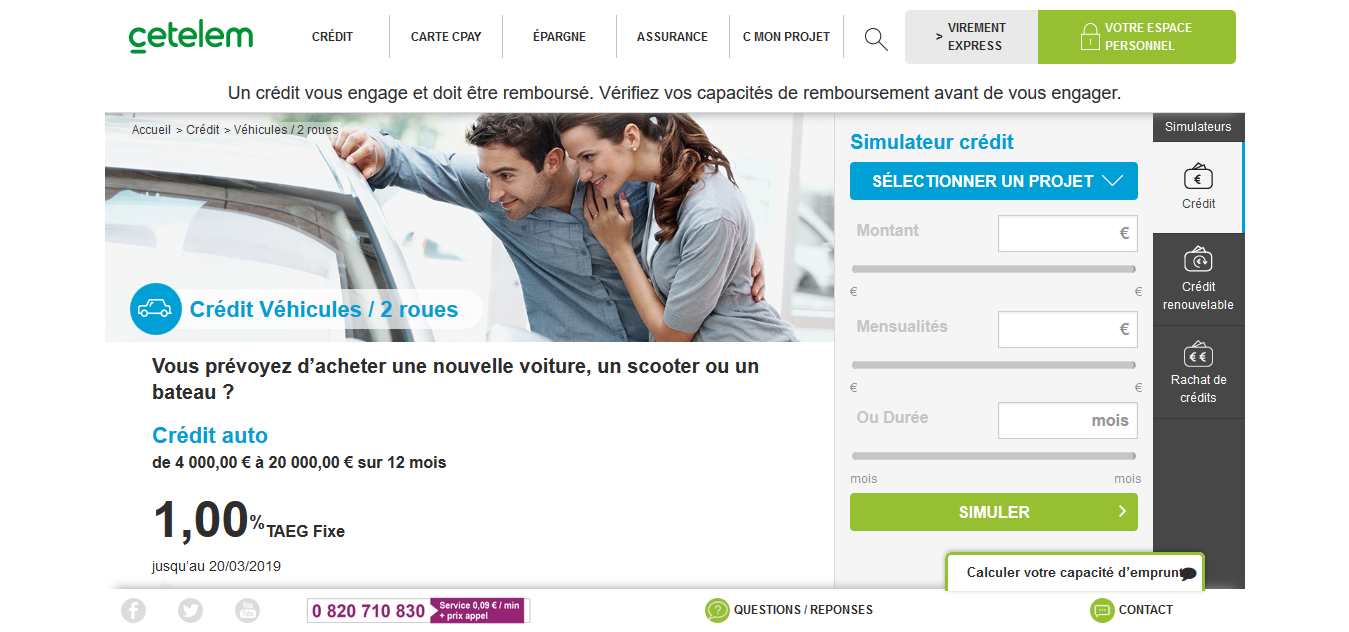 cetelem
CRÉDIT
CARTE CPAY
ÉPARGNE
ASSURANCE
C MON PROJET
> VIREMENT
EXPRESS
VOTRE ESPACE
PERSONNEL
Un crédit vous engage et doit être remboursé. Vérifiez vos capacités de remboursement avant de vous engager.
Accueil > Crédit > Véhicules / 2 roues
Crédit Véhicules / 2 roues
Vous prévoyez d’acheter une nouvelle voiture, un scooter ou un
bateau ?
Crédit auto
de 4 000,00 € à 20 000,00 € sur 12 mois
1,00% TAEG Fixe
jusqu’au 20/03/2019
Simulateur crédit
SÉLECTIONNER UN PROJET
Montant
€
€
€
Mensualités
€
€
€
Ou Durée
mois
mois
mois
SIMULER
Simulateurs
€
Crédit
€
Crédit
renouvelable
€€
Rachat de
crédits
Calculer votre capacité d’emprunt
You
Tube
0 820 710 830
Service 0,09 € / min
+ prix appel
?
QUESTIONS / REPONSES
CONTACT